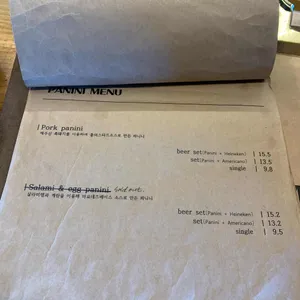 PANINI MENU
| Pork panini
beer set(Panini + Heineken) | 15.5
set(Panini + Americano) | 13.5
single | 9.8
| Salami & egg panini sold out.
beer set(Panini + Heineken) | 15.2
set(Panini + Americano) | 13.2
single | 9.5